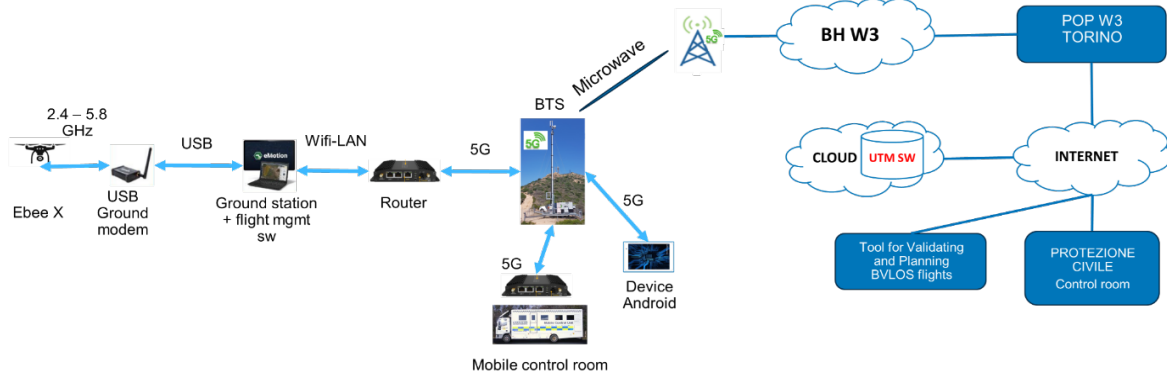 2.4 – 5.8
GHz
Ebee X
USB
Ground
modem
USB
eMotion
Ground station
+ flight mgmt
sw
Wifi-LAN
Router
5G
BTS
5G
5G
Mobile control room
5G
Device
Android
Microwave
5G
BH W3
POP W3
TORINO
CLOUD
UTM SW
INTERNET
Tool for Validating
and Planning
BVLOS flights
PROTEZIONE
CIVILE
Control room